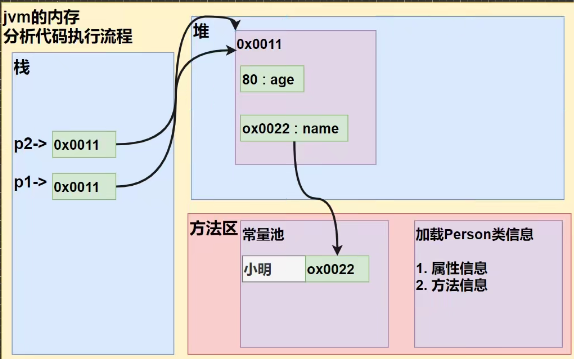 jvm的内存
分析代码执行流程
栈
p2-> 0x0011
p1-> 0x0011
堆
0x0011
80 : age
ox0022 : name
方法区
常量池
小明 ox0022
加载Person类信息
1. 属性信息
2. 方法信息